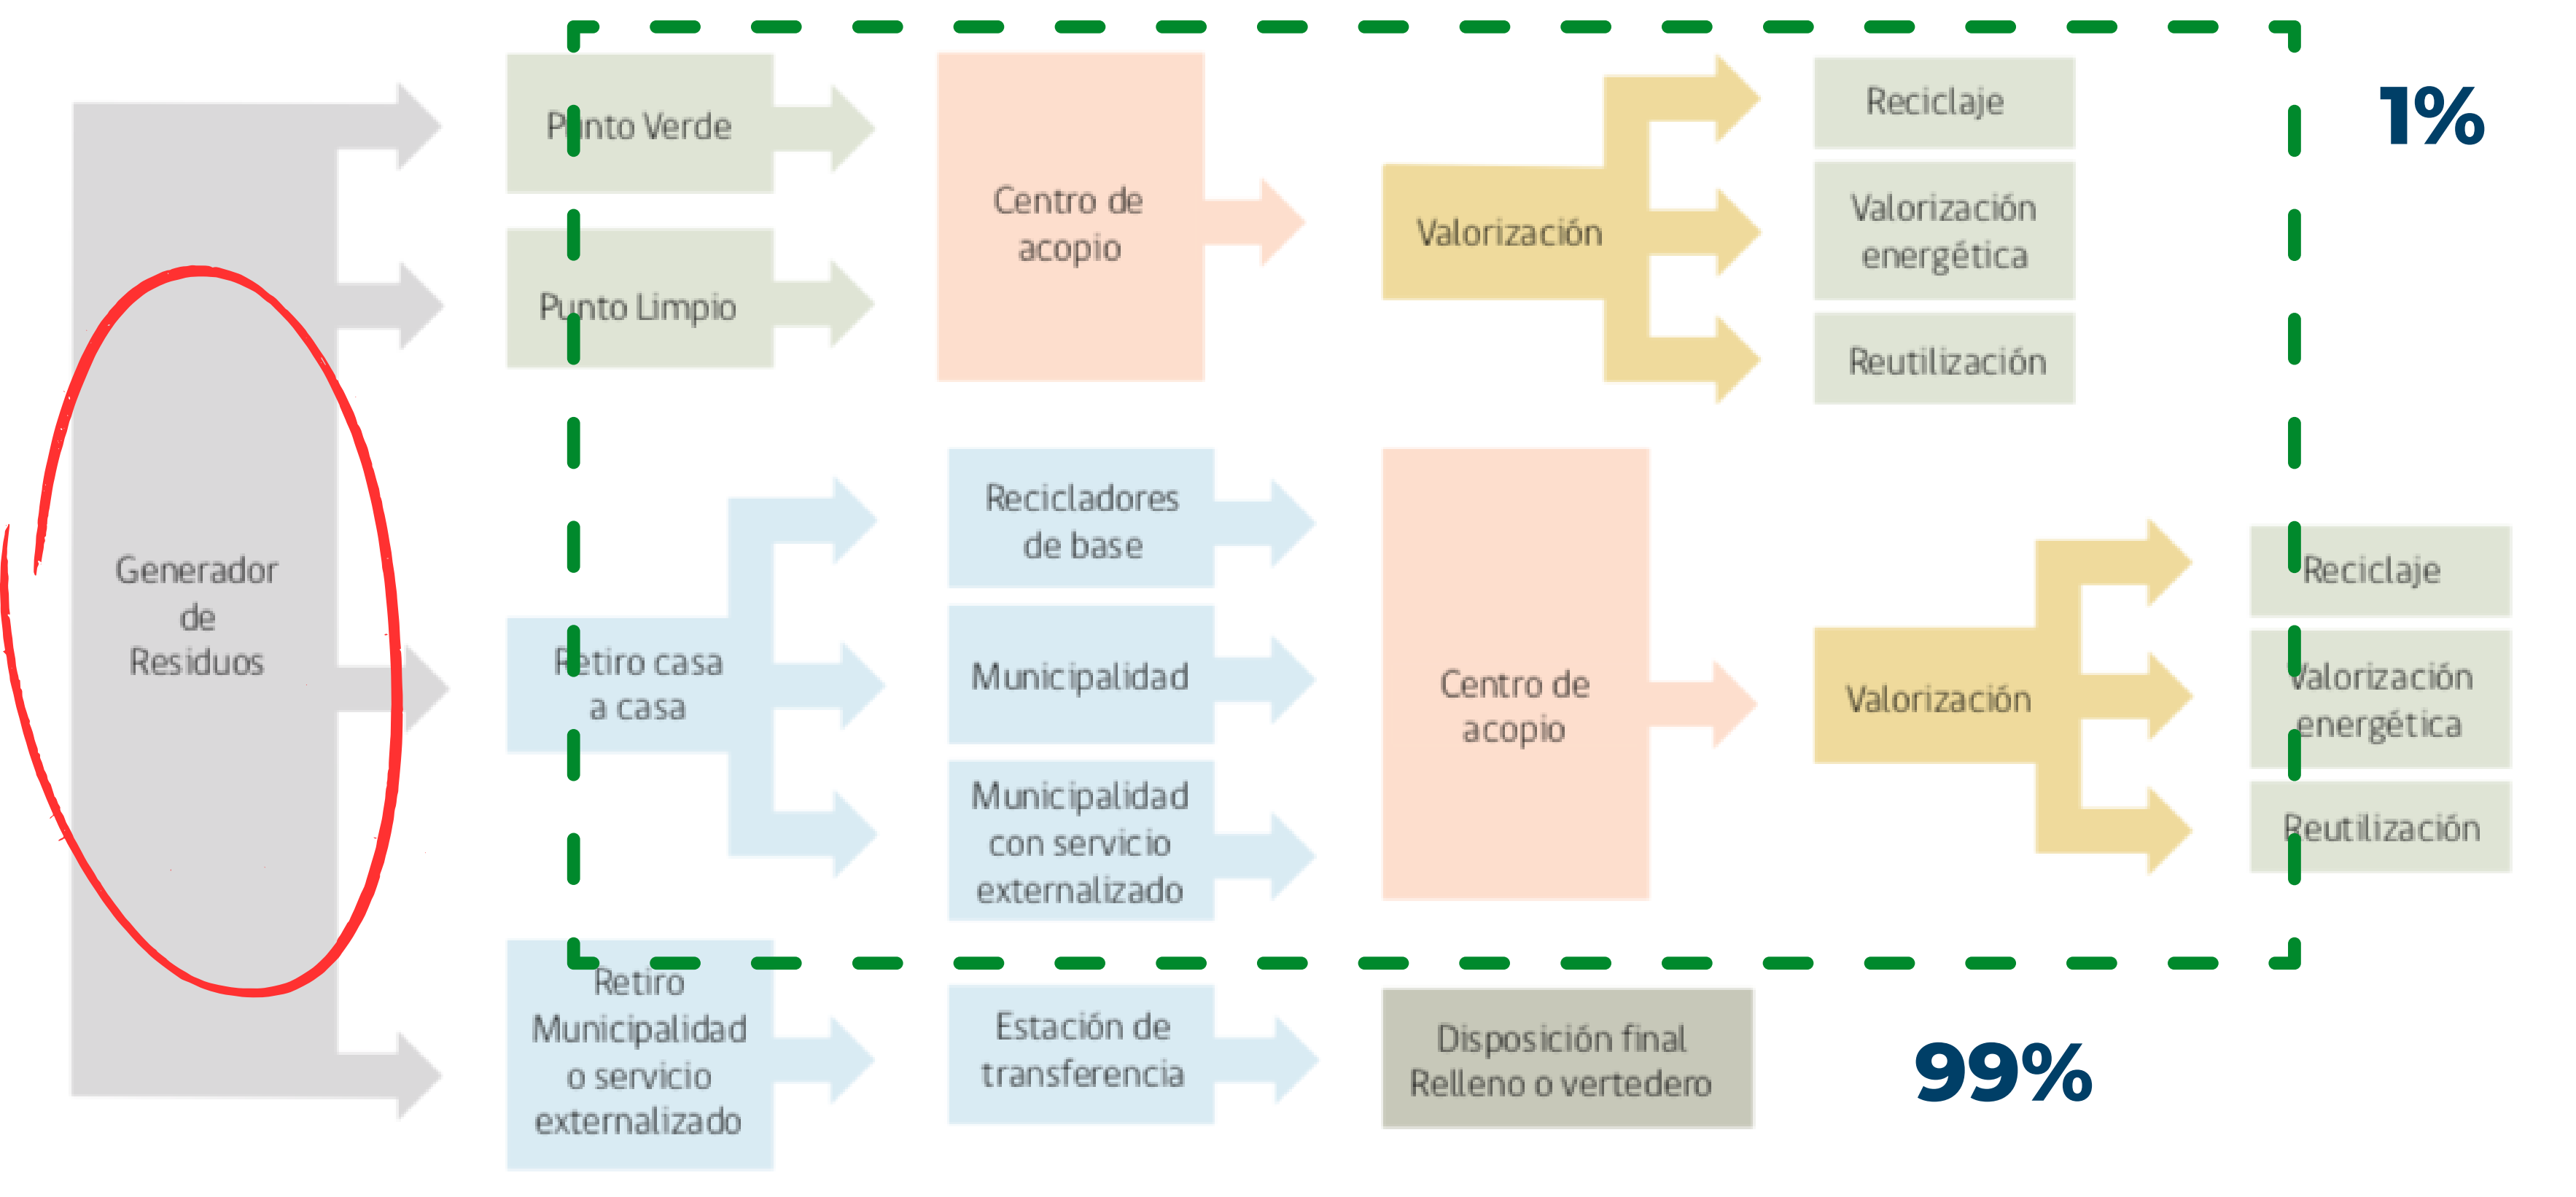 Generador
de
Residuos
Punto Verde
Punto Limpio
Centro de
acopio
Valorización
Reciclaje
Valorización
energética
Reutilización
1%
Retiro casa
a casa
Recicladores
de base
Municipalidad
Municipalidad
con servicio
externalizado
Centro de
acopio
Valorización
Reciclaje
Valorización
energética
Reutilización
Retiro
Municipalidad
o servicio
externalizado
Estación de
transferencia
Disposición final
Relleno o vertedero
99%